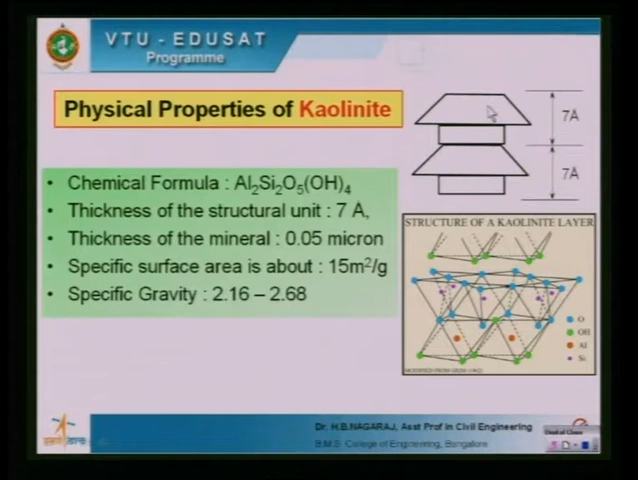 VTU - EDUSAT
Programme
Physical Properties of Kaolinite
7Å
7Å
• Chemical Formula : Al₂Si₂O₅(OH)₄
• Thickness of the structural unit : 7 Å,
• Thickness of the mineral : 0.05 micron
• Specific surface area is about : 15m²/g
• Specific Gravity : 2.16 – 2.68
STRUCTURE OF A KAOLINITE LAYER
O
OH
Al
Si
Dr. H.B.NAGARAJ, Asst Prof in Civil Engineering
B.M.S. College of Engineering, Bangalore